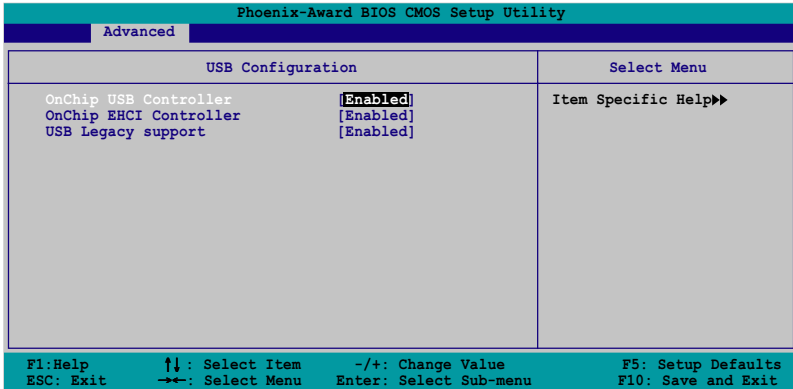 Phoenix-Award BIOS CMOS Setup Utility
Advanced
USB Configuration
Select Menu
OnChip USB Controller [Enabled]
OnChip EHCI Controller [Enabled]
USB Legacy support [Enabled]
Item Specific Help▶▶
F1:Help ↑↓: Select Item -/+: Change Value F5: Setup Defaults
ESC: Exit →←: Select Menu Enter: Select Sub-menu F10: Save and Exit